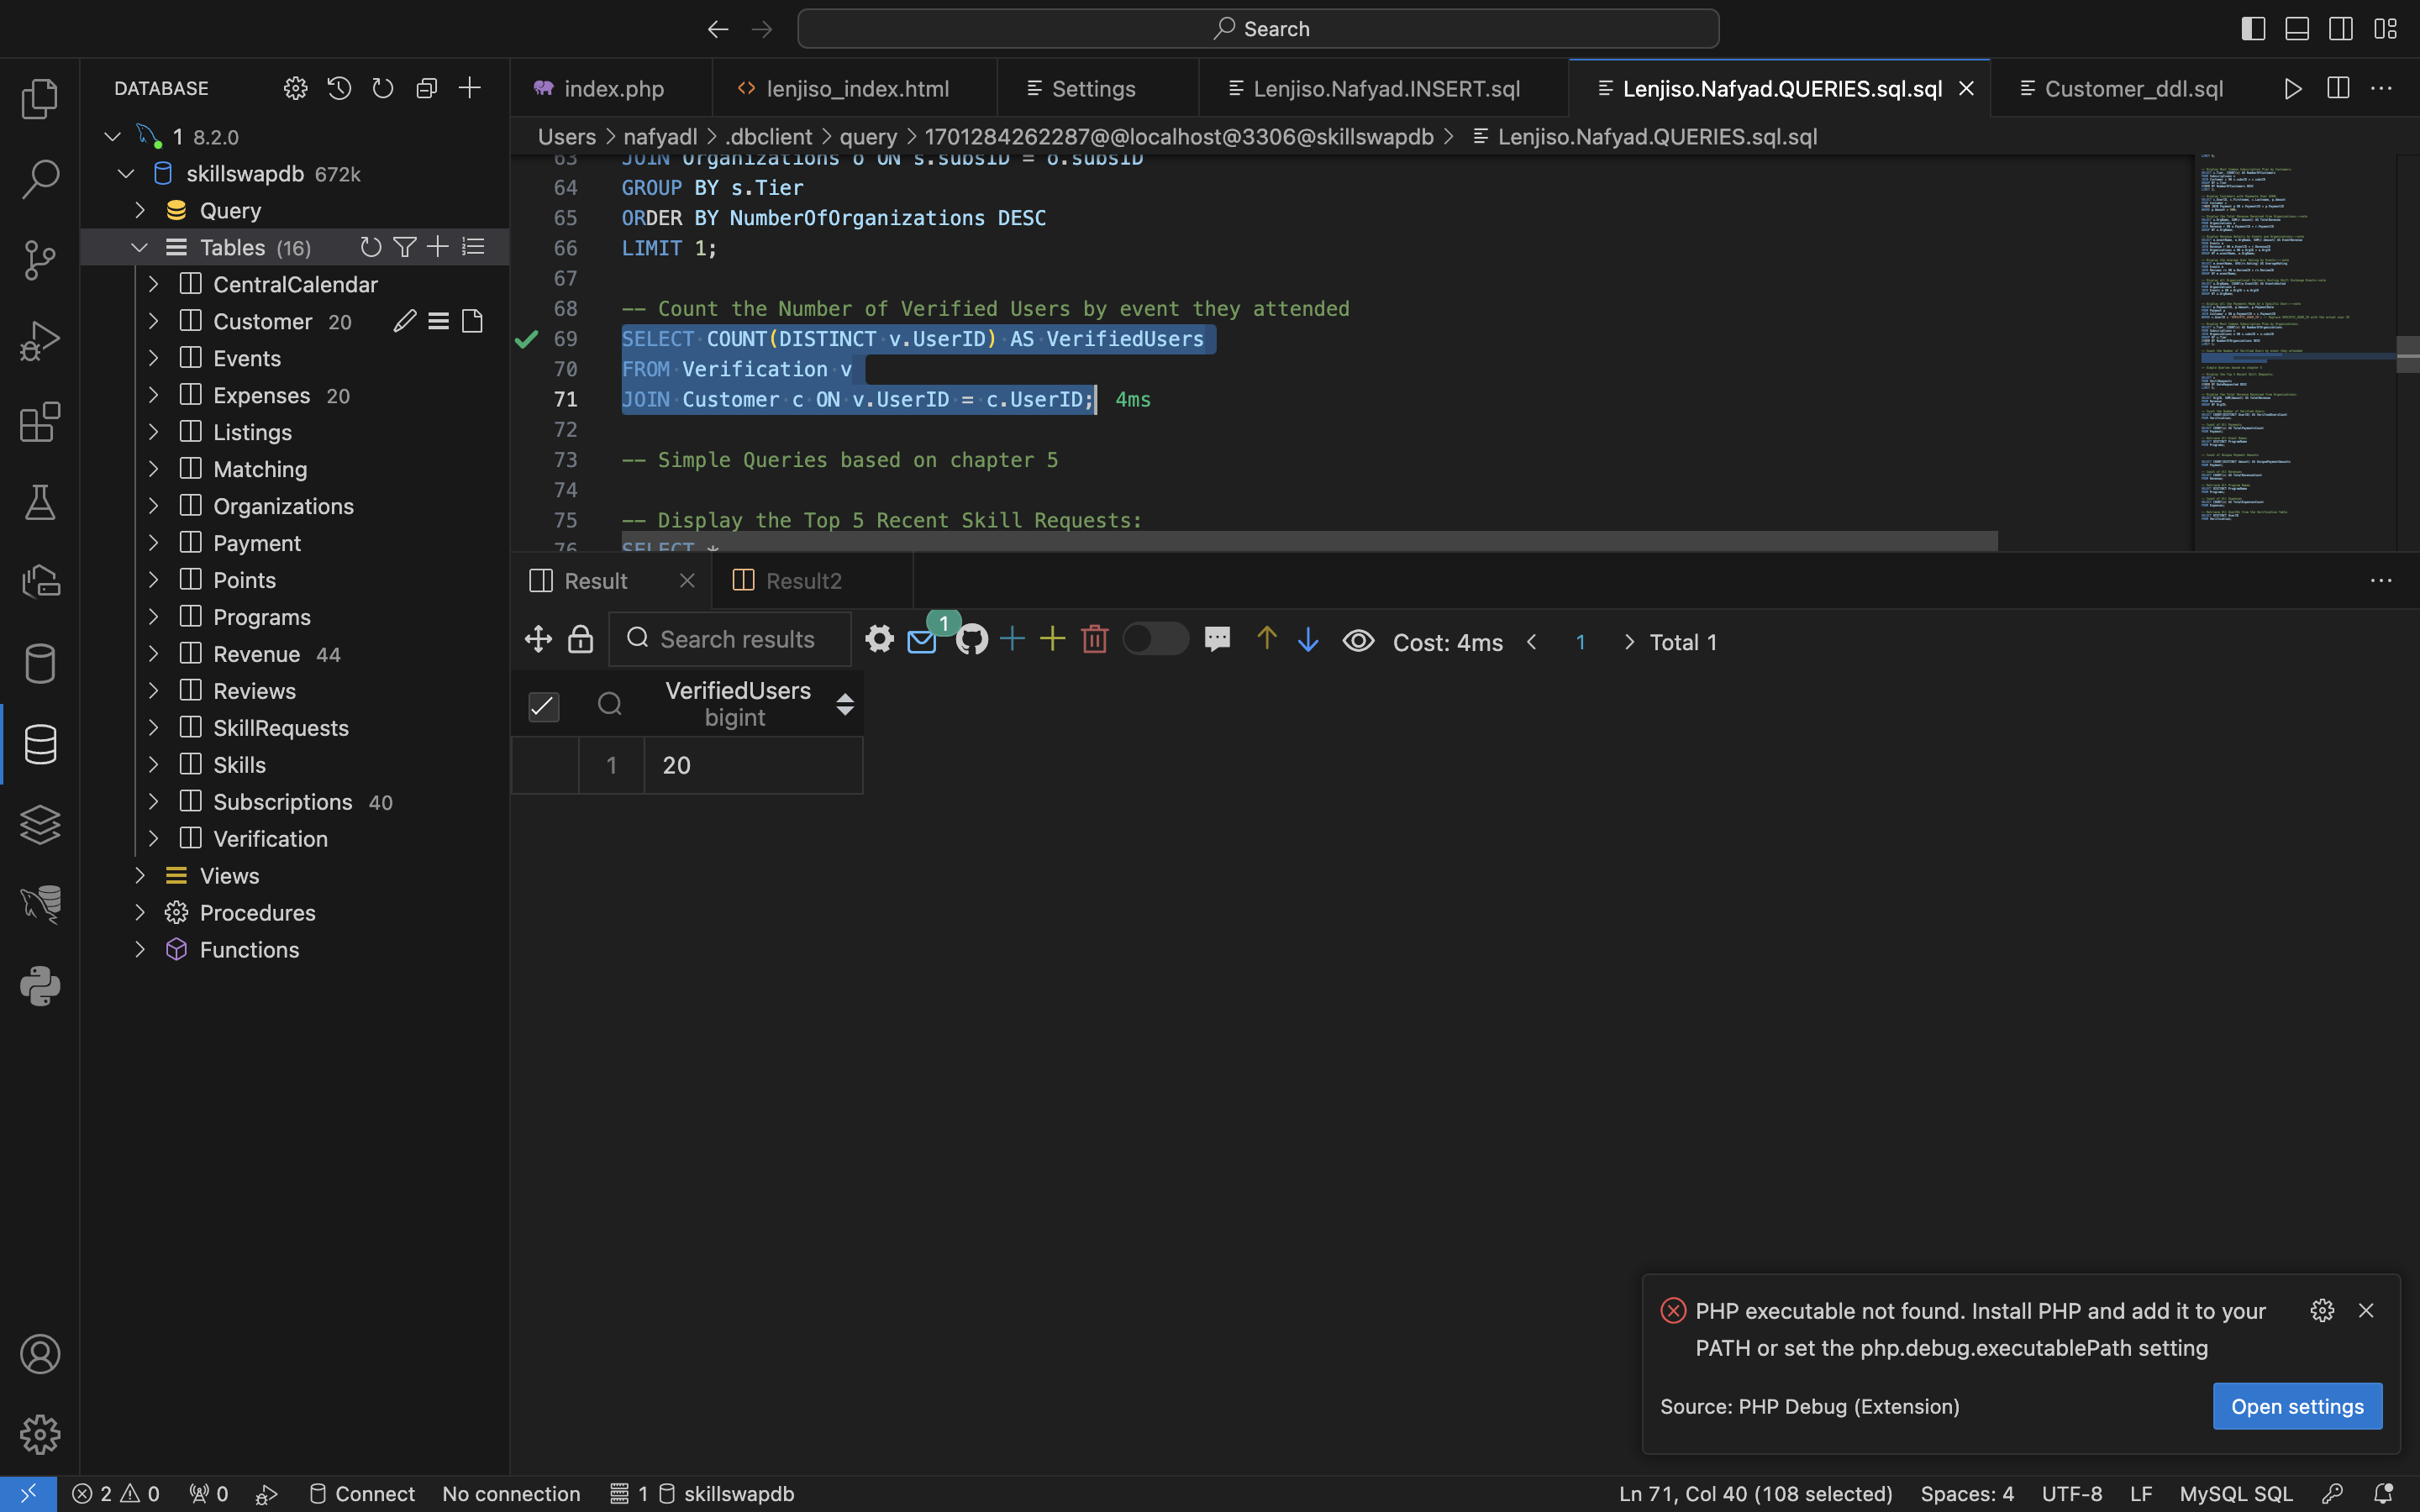 Search
DATABASE
index.php
lenjiso_index.html
Settings
Lenjiso.Nafyad.INSERT.sql
Lenjiso.Nafyad.QUERIES.sql.sql
Customer_ddl.sql
Users > nafyadl > .dbclient > query > 1701284262287@@localhost@3306@skillswapdb > Lenjiso.Nafyad.QUERIES.sql.sql
1 8.2.0
skillswapdb 672k
Query
Tables (16)
CentralCalendar
Customer 20
Events
Expenses 20
Listings
Matching
Organizations
Payment
Points
Programs
Revenue 44
Reviews
SkillRequests
Skills
Subscriptions 40
Verification
Views
Procedures
Functions
63 JOIN Organizations o ON s.subsID = o.subsID
64 GROUP BY s.Tier
65 ORDER BY NumberOfOrganizations DESC
66 LIMIT 1;
67
68 -- Count the Number of Verified Users by event they attended
69 SELECT COUNT(DISTINCT v.UserID) AS VerifiedUsers
70 FROM Verification v
71 JOIN Customer c ON v.UserID = c.UserID; 4ms
72
73 -- Simple Queries based on chapter 5
74
75 -- Display the Top 5 Recent Skill Requests:
76 SELECT *
Result
Result2
Search results
1
Cost: 4ms
1
Total 1
VerifiedUsers
bigint
1 20
PHP executable not found. Install PHP and add it to your
PATH or set the php.debug.executablePath setting
Source: PHP Debug (Extension)
Open settings
2 0 0 Connect No connection 1 skillswapdb
Ln 71, Col 40 (108 selected) Spaces: 4 UTF-8 LF MySQL SQL